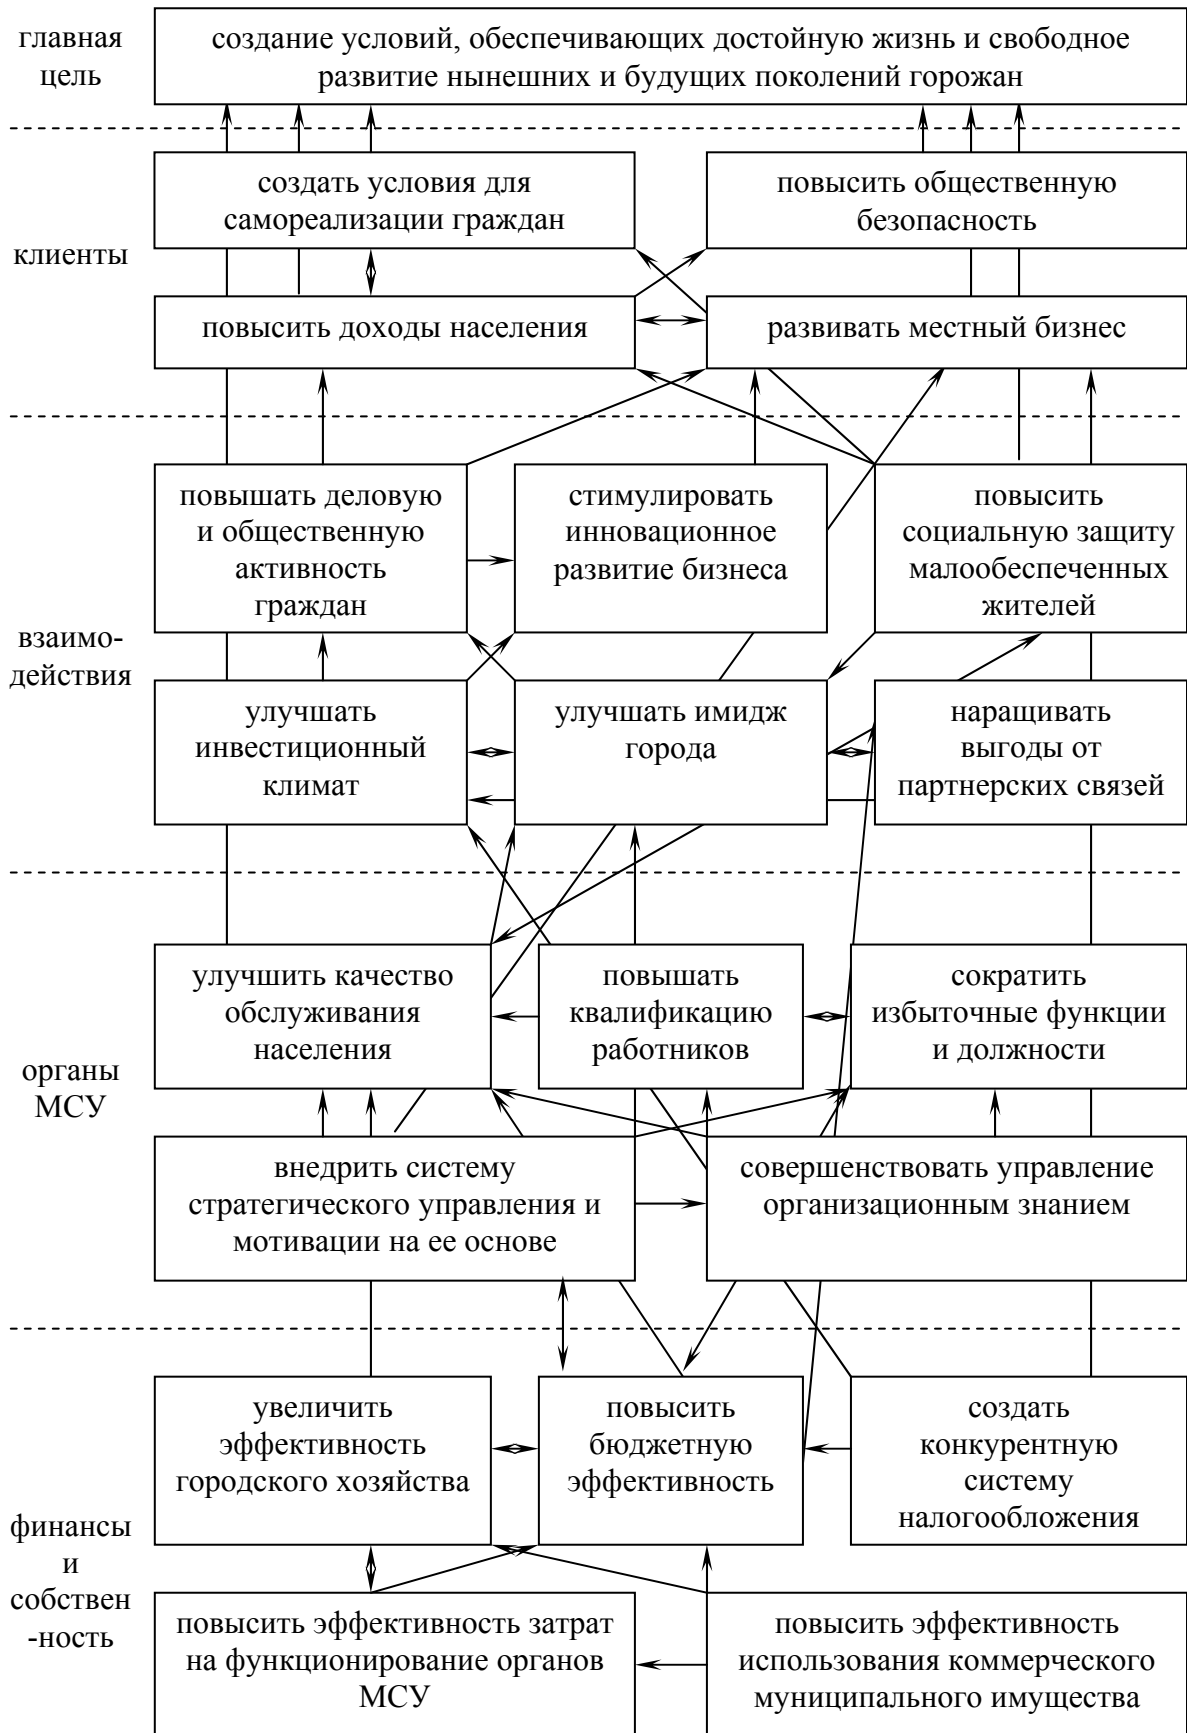 главная
цель
создание условий, обеспечивающих достойную жизнь и свободное
развитие нынешних и будущих поколений горожан
клиенты
создать условия для
самореализации граждан
повысить общественную
безопасность
повысить доходы населения
развивать местный бизнес
взаимо-
действия
повышать деловую
и общественную
активность
граждан
стимулировать
инновационное
развитие бизнеса
повысить
социальную защиту
малообеспеченных
жителей
улучшать
инвестиционный
климат
улучшать имидж
города
наращивать
выгоды от
партнерских связей
органы
МСУ
улучшить качество
обслуживания
населения
повышать
квалификацию
работников
сократить
избыточные функции
и должности
внедрить систему
стратегического управления и
мотивации на ее основе
совершенствовать управление
организационным знанием
финансы
и
собствен
-ность
увеличить
эффективность
городского хозяйства
повысить
бюджетную
эффективность
создать
конкурентную
систему
налогообложения
повысить эффективность затрат
на функционирование органов
МСУ
повысить эффективность
использования коммерческого
муниципального имущества